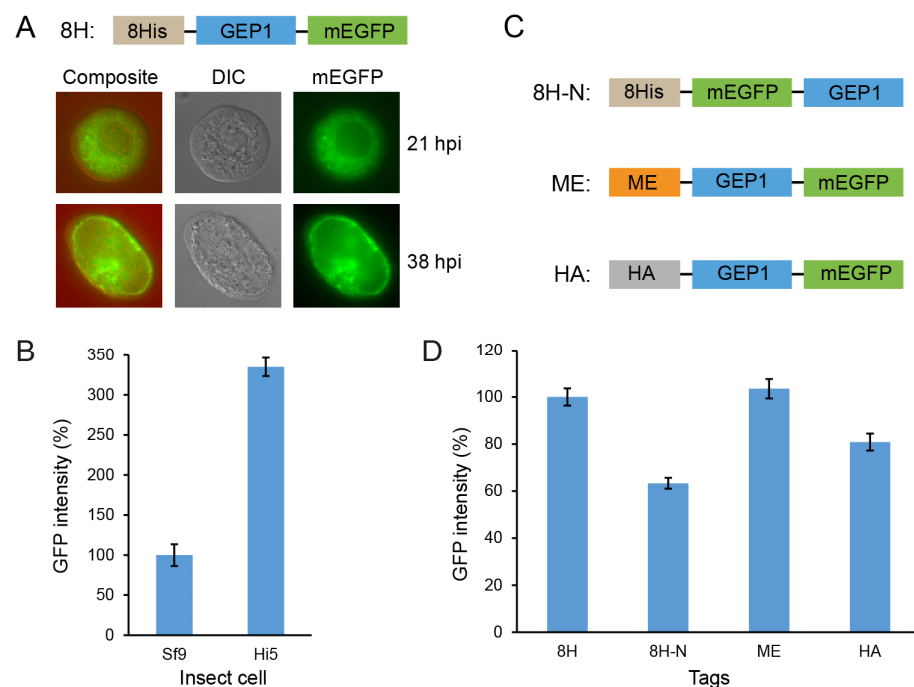 A
8H: 8His GEP1 mEGFP
Composite DIC mEGFP
21 hpi
38 hpi
C
8H-N: 8His mEGFP GEP1
ME: ME GEP1 mEGFP
HA: HA GEP1 mEGFP
B
GFP intensity (%)
350
300
250
200
150
100
50
0
Sf9 Hi5
Insect cell
D
GFP intensity (%)
120
100
80
60
40
20
0
8H 8H-N ME HA
Tags